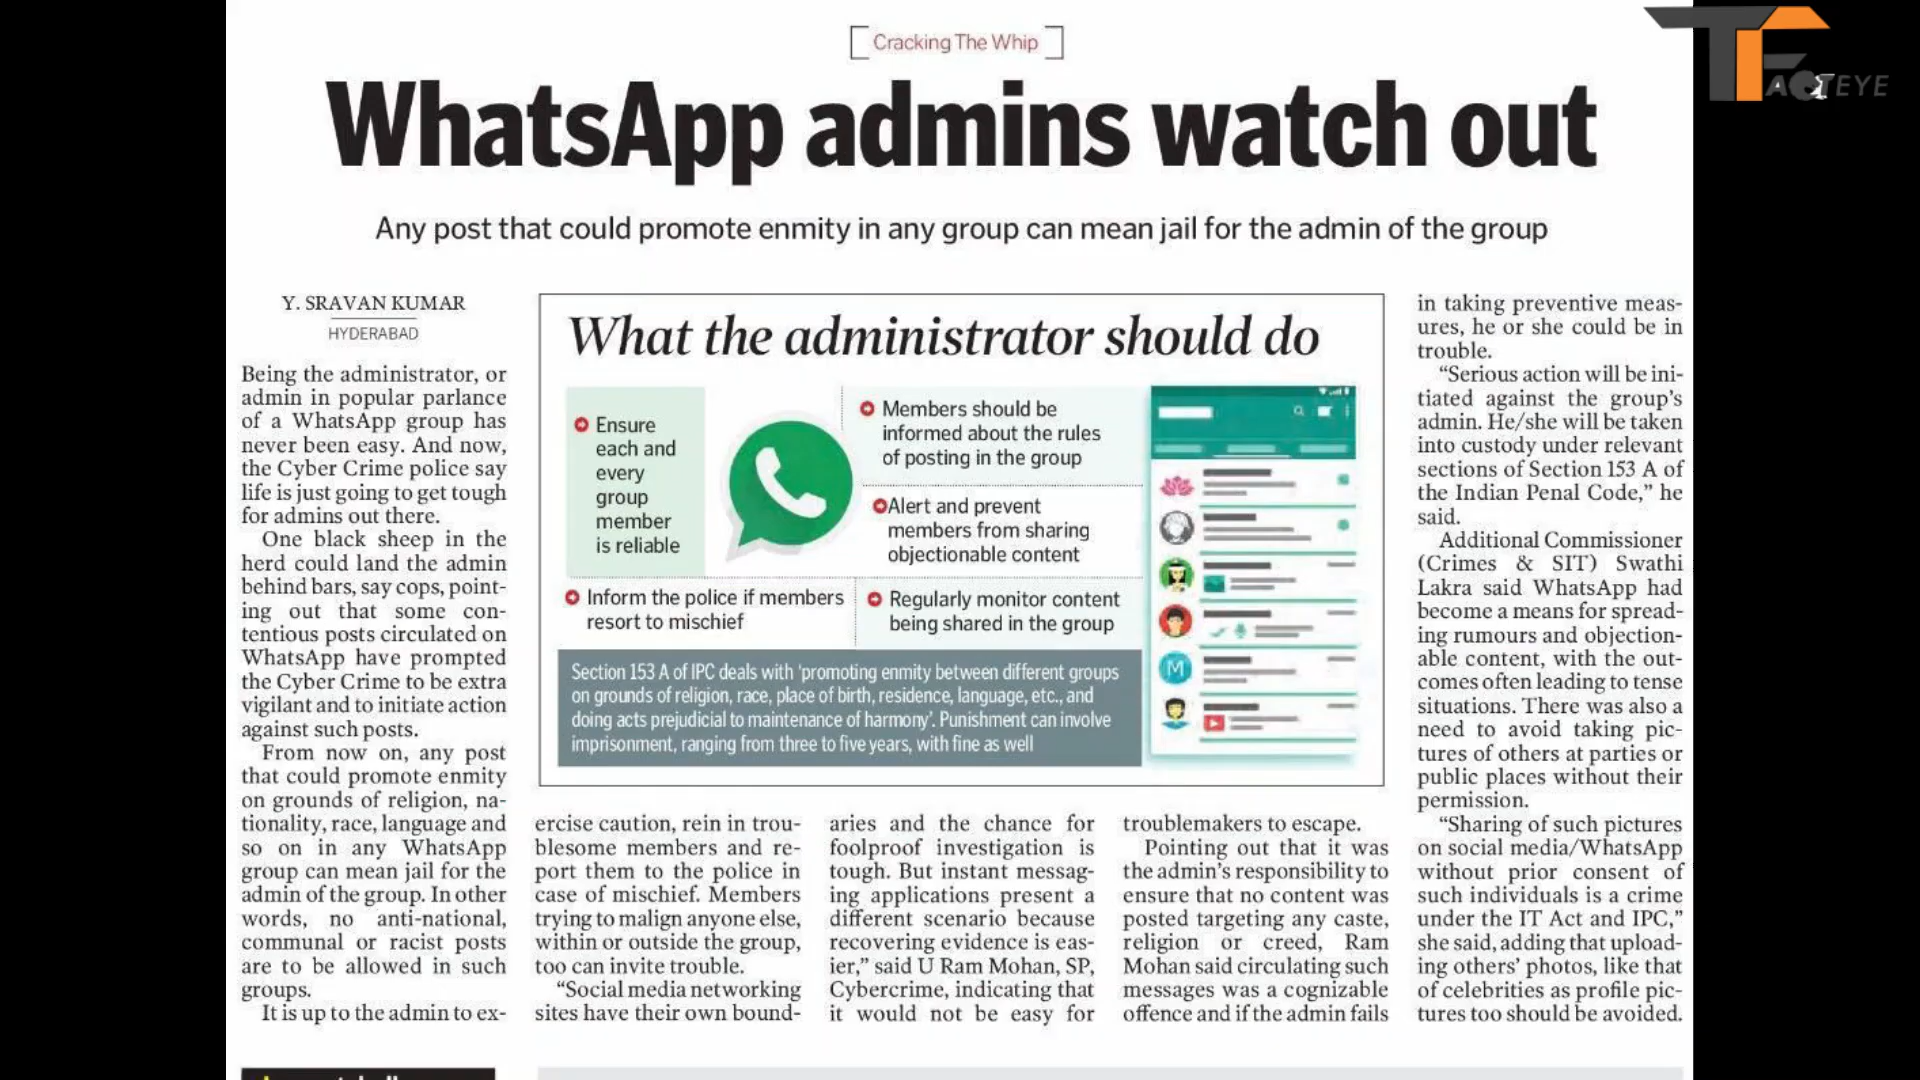 Cracking The Whip
WhatsApp admins watch out
Any post that could promote enmity in any group can mean jail for the admin of the group
Y. SRAVAN KUMAR
HYDERABAD
Being the administrator, or
admin in popular parlance
of a WhatsApp group has
never been easy. And now,
the Cyber Crime police say
life is just going to get tough
for admins out there.
One black sheep in the
herd could land the admin
behind bars, say cops, point-
ing out that some con-
tentious posts circulated on
WhatsApp have prompted
the Cyber Crime to be extra
vigilant and to initiate action
against such posts.
From now on, any post
that could promote enmity
on grounds of religion, na-
tionality, race, language and
so on in any WhatsApp
group can mean jail for the
admin of the group. In other
words, no anti-national,
communal or racist posts
are to be allowed in such
groups.
It is up to the admin to ex-
What the administrator should do
Ensure
each and
every
group
member
is reliable
Members should be
informed about the rules
of posting in the group
Alert and prevent
members from sharing
objectionable content
Inform the police if members
resort to mischief
Regularly monitor content
being shared in the group
M
Section 153 A of IPC deals with ‘promoting enmity between different groups
on grounds of religion, race, place of birth, residence, language, etc., and
doing acts prejudicial to maintenance of harmony’. Punishment can involve
imprisonment, ranging from three to five years, with fine as well
ercise caution, rein in trou-
blesome members and re-
port them to the police in
case of mischief. Members
trying to malign anyone else,
within or outside the group,
too can invite trouble.
“Social media networking
sites have their own bound-
aries and the chance for
foolproof investigation is
tough. But instant messag-
ing applications present a
different scenario because
recovering evidence is eas-
ier,” said U Ram Mohan, SP,
Cybercrime, indicating that
it would not be easy for
troublemakers to escape.
Pointing out that it was
the admin’s responsibility to
ensure that no content was
posted targeting any caste,
religion or creed, Ram
Mohan said circulating such
messages was a cognizable
offence and if the admin fails
in taking preventive meas-
ures, he or she could be in
trouble.
“Serious action will be ini-
tiated against the group’s
admin. He/she will be taken
into custody under relevant
sections of Section 153 A of
the Indian Penal Code,” he
said.
Additional Commissioner
(Crimes & SIT) Swathi
Lakra said WhatsApp had
become a means for spread-
ing rumours and objection-
able content, with the out-
comes often leading to tense
situations. There was also a
need to avoid taking pic-
tures of others at parties or
public places without their
permission.
“Sharing of such pictures
on social media/WhatsApp
without prior consent of
such individuals is a crime
under the IT Act and IPC,”
she said, adding that upload-
ing others’ photos, like that
of celebrities as profile pic-
tures too should be avoided.